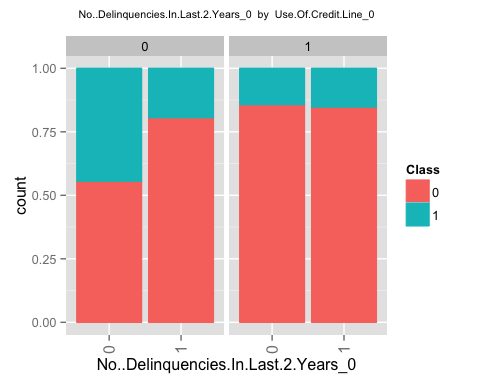 No..Delinquencies.In.Last.2.Years_0 by Use.Of.Credit.Line_0
0 1
1.00
0.75
0.50
0.25
0.00
count
0 1 0 1
No..Delinquencies.In.Last.2.Years_0
Class
0
1